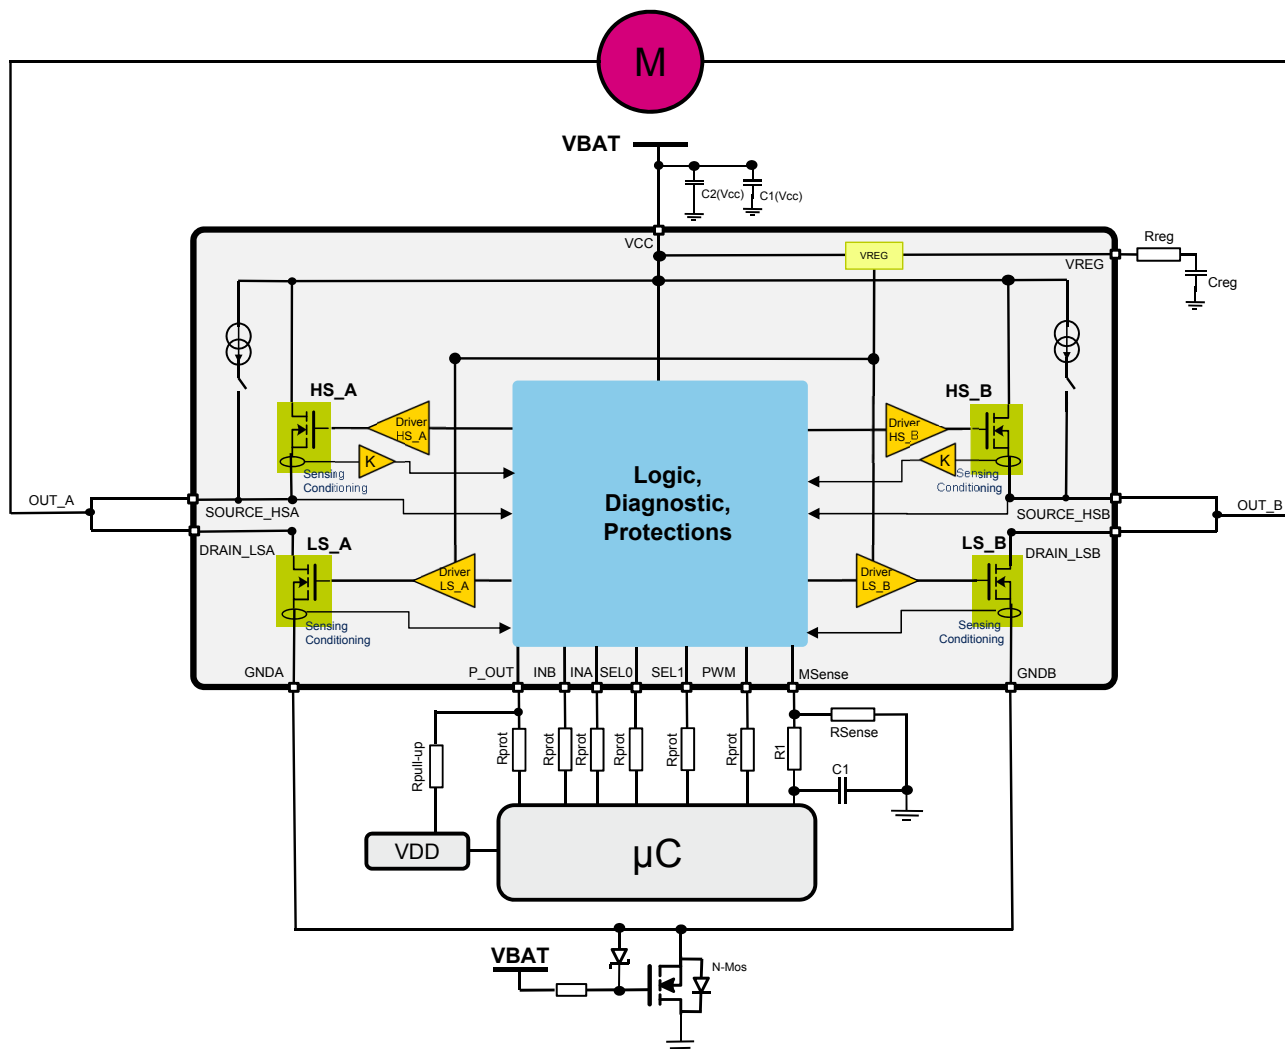 M
VBAT
C2(Vcc)
C1(Vcc)
VCC
VREG
VREG
Rreg
Creg
HS_A
HS_B
Driver
HS_A
Driver
HS_B
K
K
Sensing
Conditioning
Sensing
Conditioning
Logic,
Diagnostic,
Protections
OUT_A
SOURCE_HSA
SOURCE_HSB
OUT_B
DRAIN_LSA
LS_A
LS_B
DRAIN_LSB
Driver
LS_A
Driver
LS_B
Sensing
Conditioning
Sensing
Conditioning
GNDA
P_OUT
INB
INA
SEL0
SEL1
PWM
MSense
GNDB
Rpull-up
Rprot
Rprot
Rprot
Rprot
Rprot
Rprot
R1
RSense
C1
VDD
µC
VBAT
N-Mos